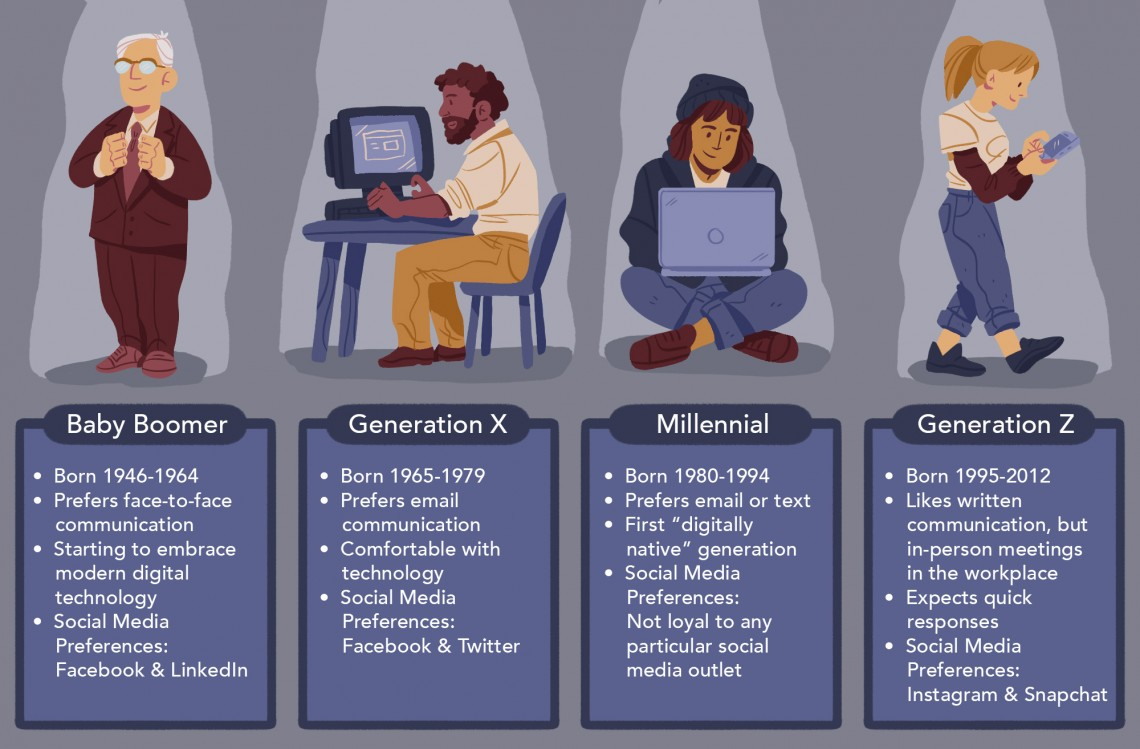 Baby Boomer
• Born 1946-1964
• Prefers face-to-face
communication
• Starting to embrace
modern digital
technology
• Social Media
Preferences:
Facebook & LinkedIn
Generation X
• Born 1965-1979
• Prefers email
communication
• Comfortable with
technology
• Social Media
Preferences:
Facebook & Twitter
Millennial
• Born 1980-1994
• Prefers email or text
• First “digitally
native” generation
• Social Media
Preferences:
Not loyal to any
particular social
media outlet
Generation Z
• Born 1995-2012
• Likes written
communication, but
in-person meetings
in the workplace
• Expects quick
responses
• Social Media
Preferences:
Instagram & Snapchat